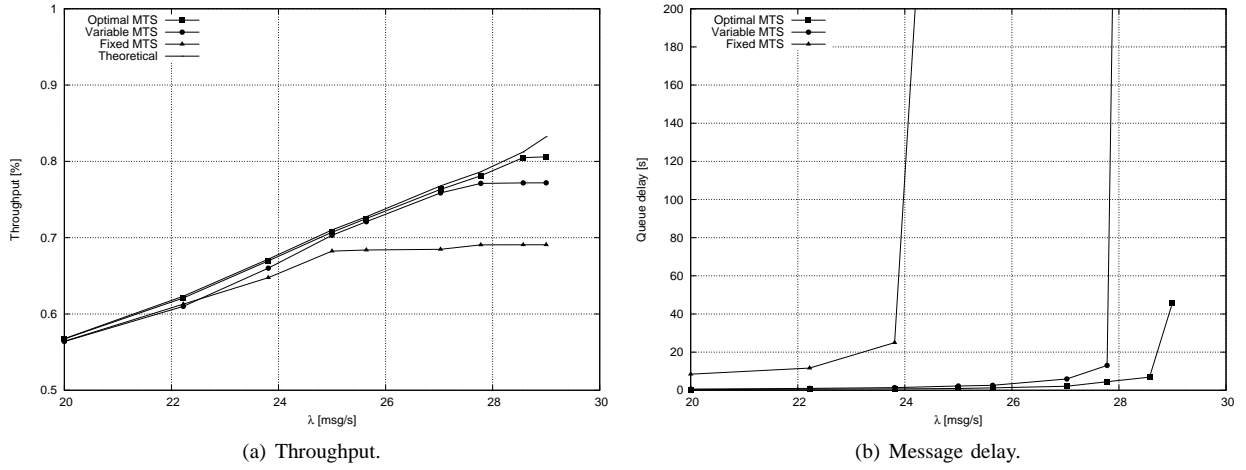 1
0.9
0.8
0.7
0.6
0.5
20
22
24
26
28
30
Throughput [%]
λ [msg/s]
Optimal MTS
Variable MTS
Fixed MTS
Theoretical
(a) Throughput.
200
180
160
140
120
100
80
60
40
20
0
20
22
24
26
28
30
Queue delay [s]
λ [msg/s]
Optimal MTS
Variable MTS
Fixed MTS
(b) Message delay.